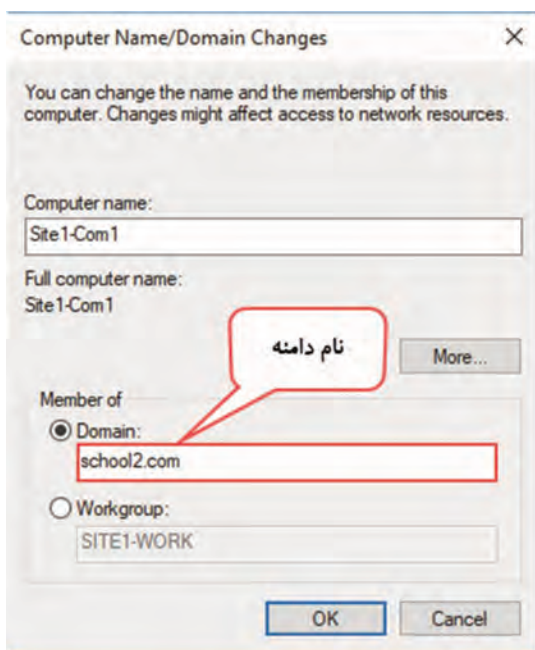 Computer Name/Domain Changes
You can change the name and the membership of this
computer. Changes might affect access to network resources.
Computer name:
Site1-Com1
Full computer name:
Site1-Com1
نام دامنه
More...
Member of
Domain:
school2.com
Workgroup:
SITE1-WORK
OK
Cancel